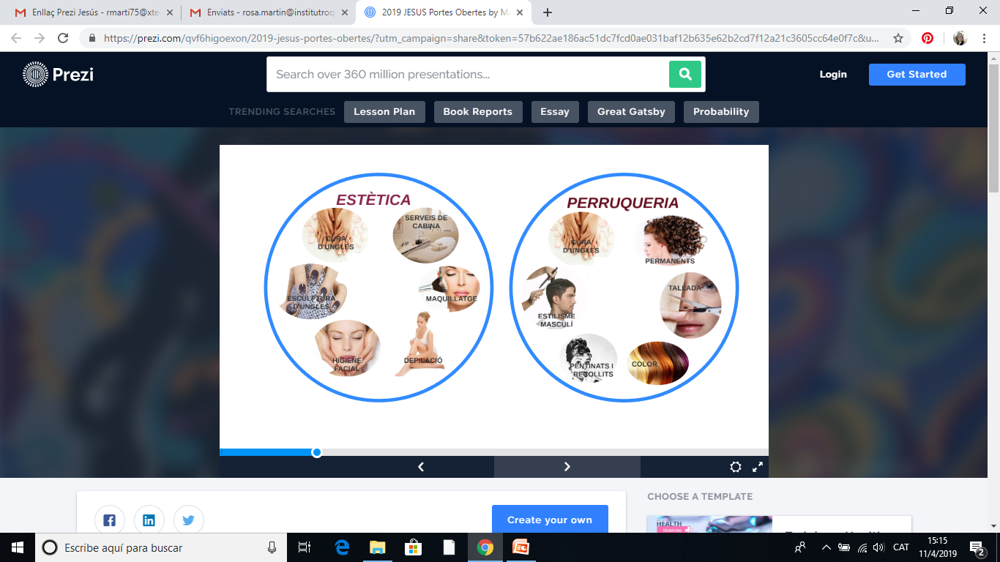 Enllaç Prezi Jesús - rmarti75@xte
Enviats - rosa.martin@institutroq
2019 JESUS Portes Obertes by M
https://prezi.com/qvf6higoexon/2019-jesus-portes-obertes/?utm_campaign=share&token=57b622ae186ac51dc7fcd0ae031baf12b635e62b2cd7f12a21c3605cc64e0f7c&u...
Prezi
Search over 360 million presentations...
Login
Get Started
TRENDING SEARCHES
Lesson Plan
Book Reports
Essay
Great Gatsby
Probability
ESTÈTICA
CURA
D'UNGLES
SERVEIS DE
CABINA
ESCULPTURA
D'UNGLES
MAQUILLATGE
HIGIENE
FACIAL
DEPILACIÓ
PERRUQUERIA
CURA
D'UNGLES
PERMANENTS
ESTILISME
MASCULÍ
TALLADA
PENTINATS I
RECOLLITS
COLOR
Create your own
CHOOSE A TEMPLATE
HEALTH
TRAINING
Escribe aquí para buscar
CAT
15:15
11/4/2019
2